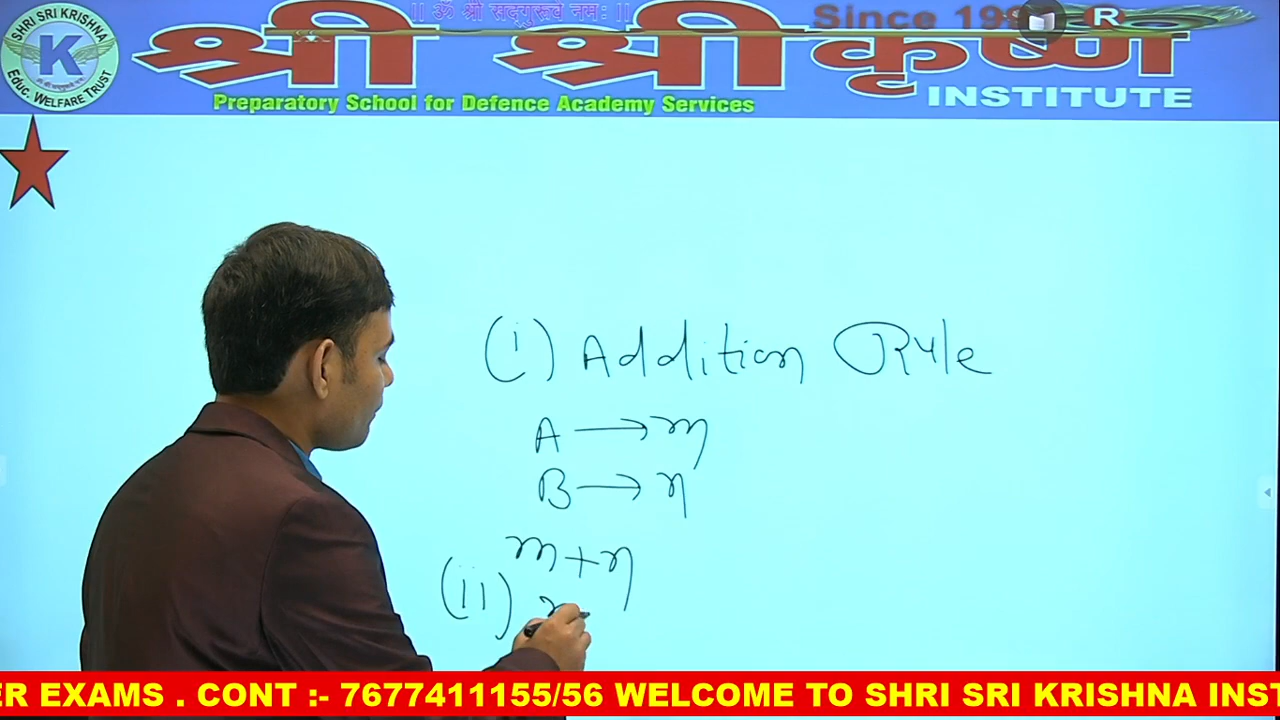 || ॐ श्री सद्गुरूवे नमः ||
SHRI SRI KRISHNA
K
Educ. WELFARE TRUST
श्री श्री कृष्ण
Since 199
R
INSTITUTE
Preparatory School for Defence Academy Services
(i) Addition Rule
A → m
B → n
m+n
(ii)
ER EXAMS . CONT :- 7677411155/56 WELCOME TO SHRI SRI KRISHNA INST